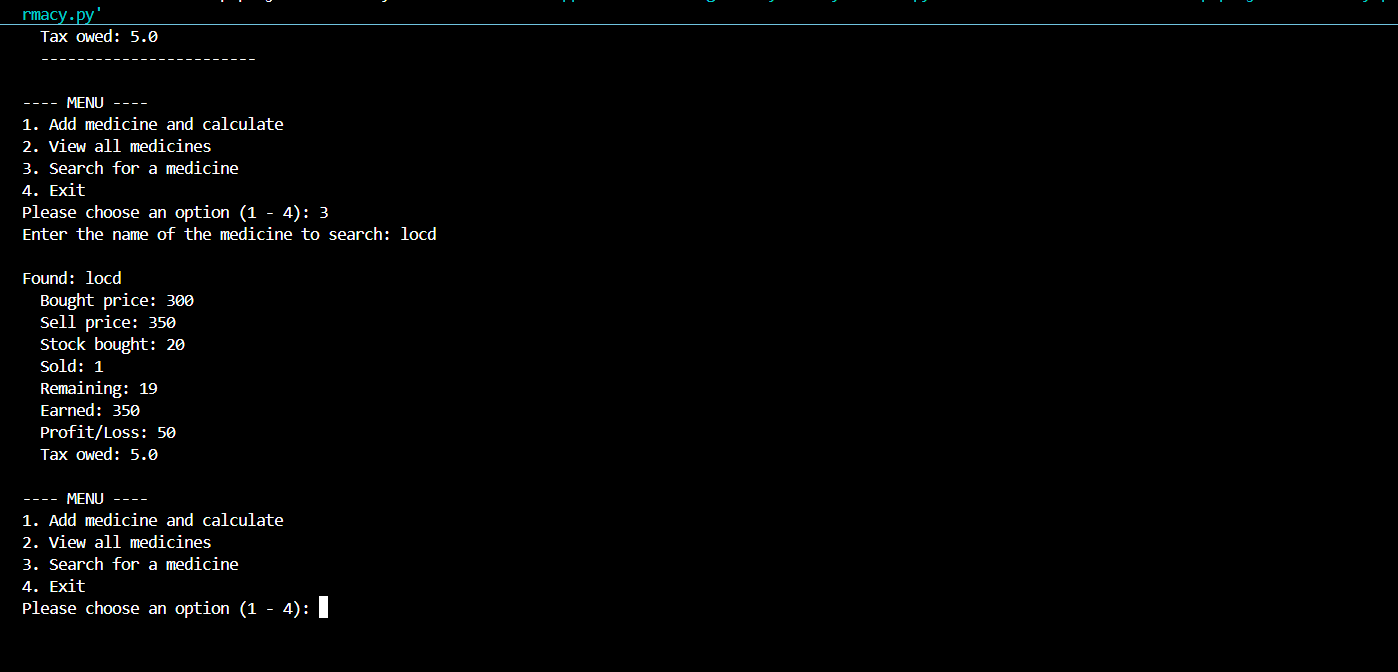 rmacy.py'
  Tax owed: 5.0
  ------------------------
---- MENU ----
1. Add medicine and calculate
2. View all medicines
3. Search for a medicine
4. Exit
Please choose an option (1 - 4): 3
Enter the name of the medicine to search: locd
Found: locd
  Bought price: 300
  Sell price: 350
  Stock bought: 20
  Sold: 1
  Remaining: 19
  Earned: 350
  Profit/Loss: 50
  Tax owed: 5.0
---- MENU ----
1. Add medicine and calculate
2. View all medicines
3. Search for a medicine
4. Exit
Please choose an option (1 - 4):